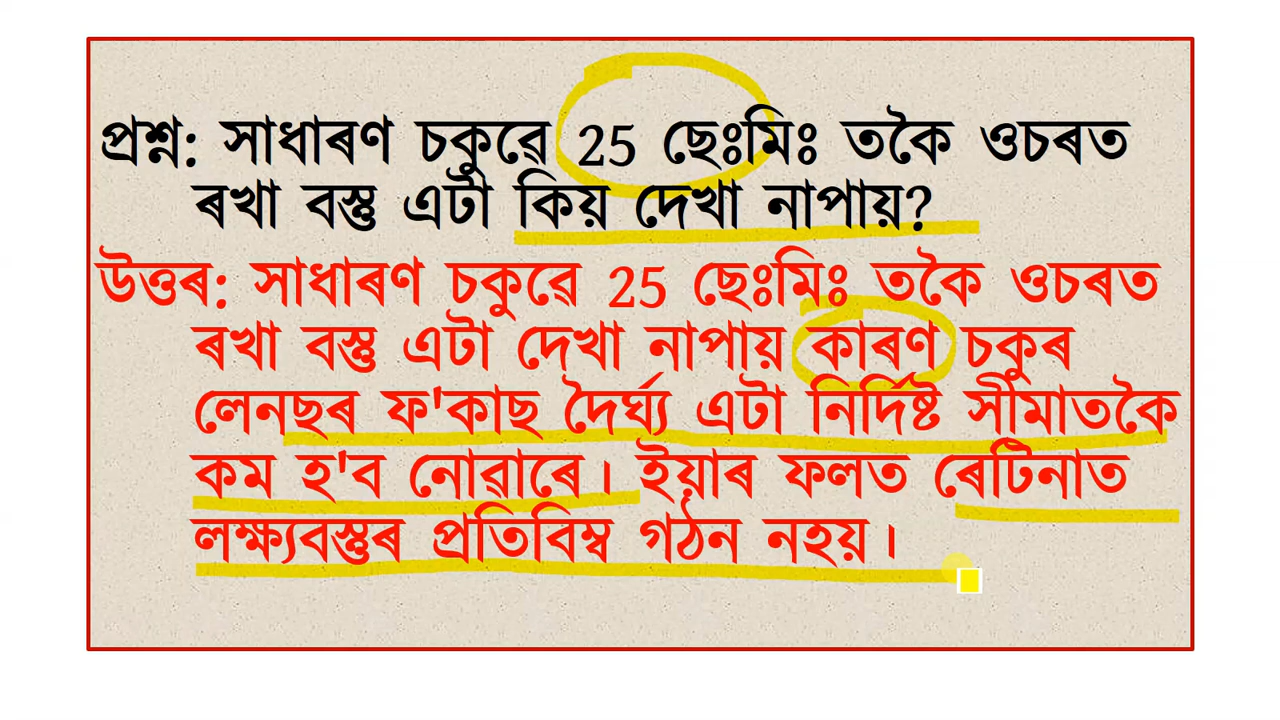 প্ৰশ্ন: সাধাৰণ চকুৱে 25 ছেঃমিঃ তকৈ ওচৰত
ৰখা বস্তু এটা কিয় দেখা নাপায়?
উত্তৰ: সাধাৰণ চকুৱে 25 ছেঃমিঃ তকৈ ওচৰত
ৰখা বস্তু এটা দেখা নাপায় কাৰণ চকুৰ
লেনছৰ ফ'কাছ দৈৰ্ঘ্য এটা নিৰ্দিষ্ট সীমাতকৈ
কম হ'ব নোৱাৰে। ইয়াৰ ফলত ৰেটিনাত
লক্ষ্যবস্তুৰ প্ৰতিবিম্ব গঠন নহয়।